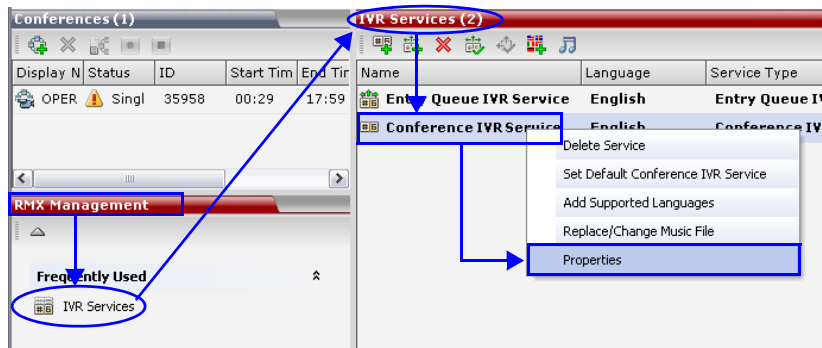 Conferences (1)
Display N Status ID Start Tim End Tir
OPER Singl 35958 00:29 17:59
RMX Management
Frequently Used
IVR Services
IVR Services (2)
Name Language Service Type
Entry Queue IVR Service English Entry Queue IV
Conference IVR Service English Conference IV
Delete Service
Set Default Conference IVR Service
Add Supported Languages
Replace/Change Music File
Properties